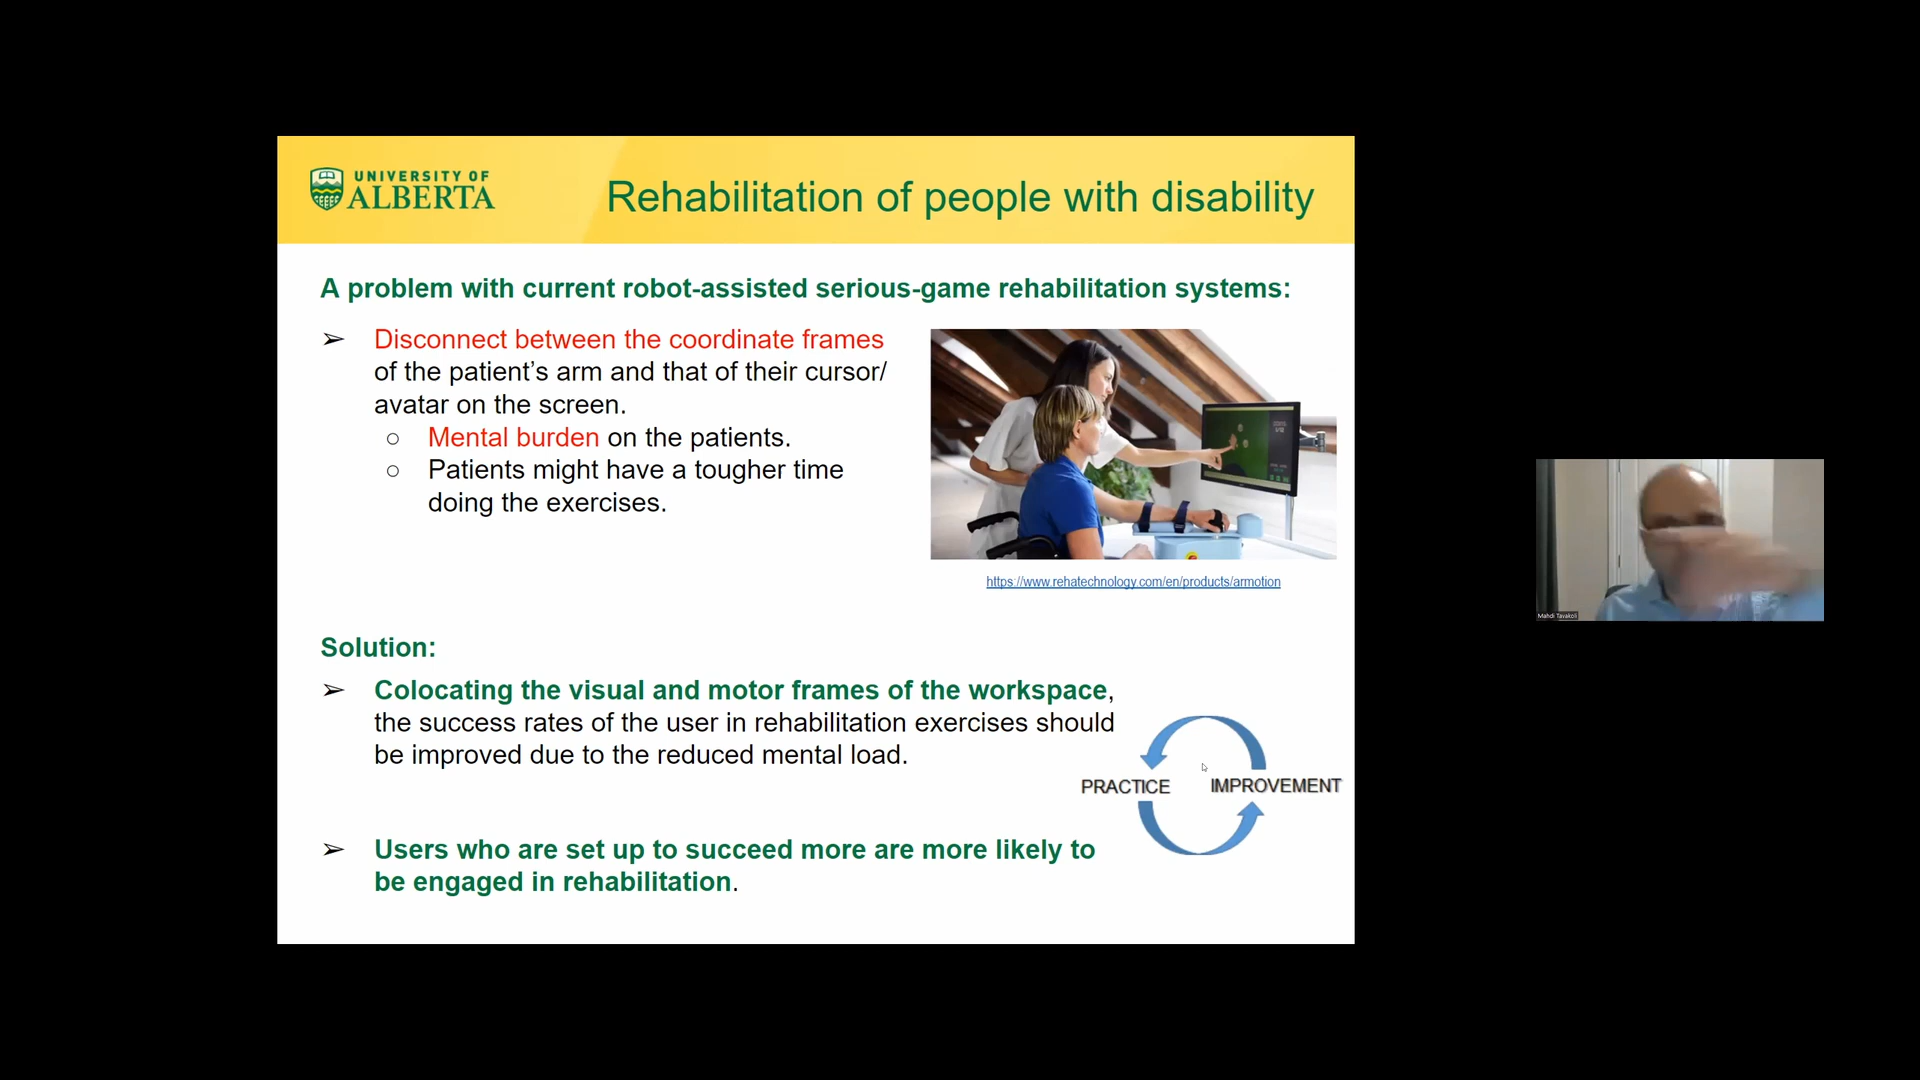 UNIVERSITY OF
ALBERTA
Rehabilitation of people with disability
A problem with current robot-assisted serious-game rehabilitation systems:
➢ Disconnect between the coordinate frames
of the patient’s arm and that of their cursor/
avatar on the screen.
○ Mental burden on the patients.
○ Patients might have a tougher time
doing the exercises.
https://www.rehatechnology.com/en/products/armotion
Solution:
➢ Colocating the visual and motor frames of the workspace,
the success rates of the user in rehabilitation exercises should
be improved due to the reduced mental load.
PRACTICE IMPROVEMENT
➢ Users who are set up to succeed more are more likely to
be engaged in rehabilitation.
Mahdi Tavakoli